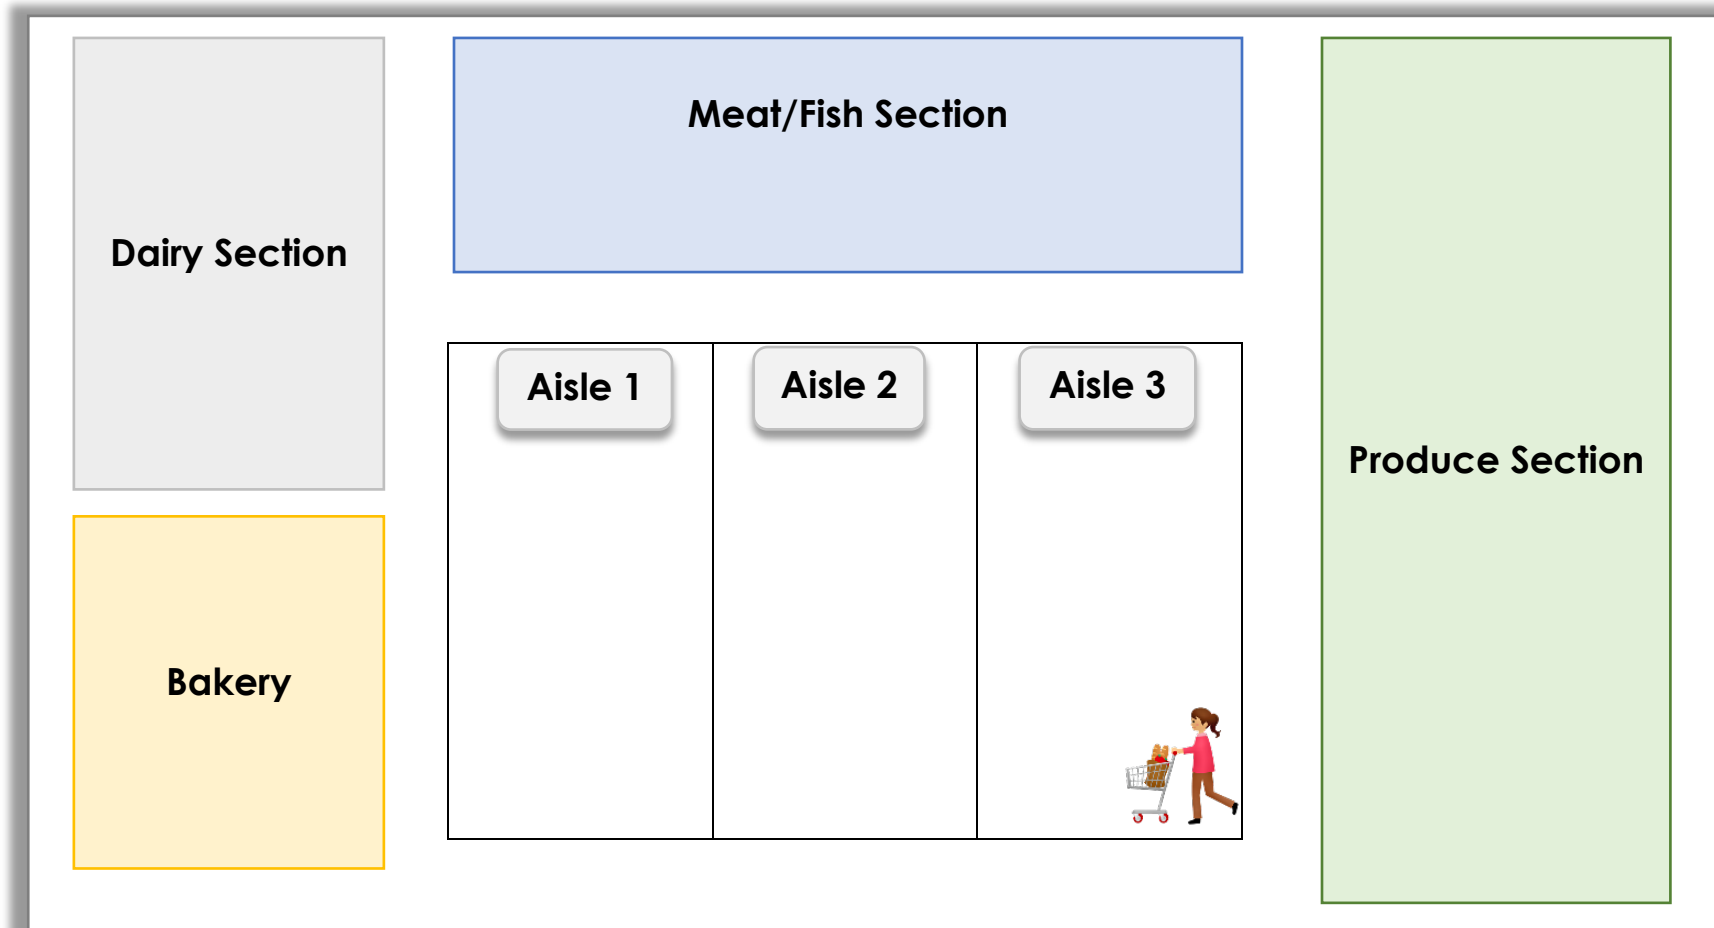 Meat/Fish Section
Dairy Section
Aisle 1
Aisle 2
Aisle 3
Produce Section
Bakery